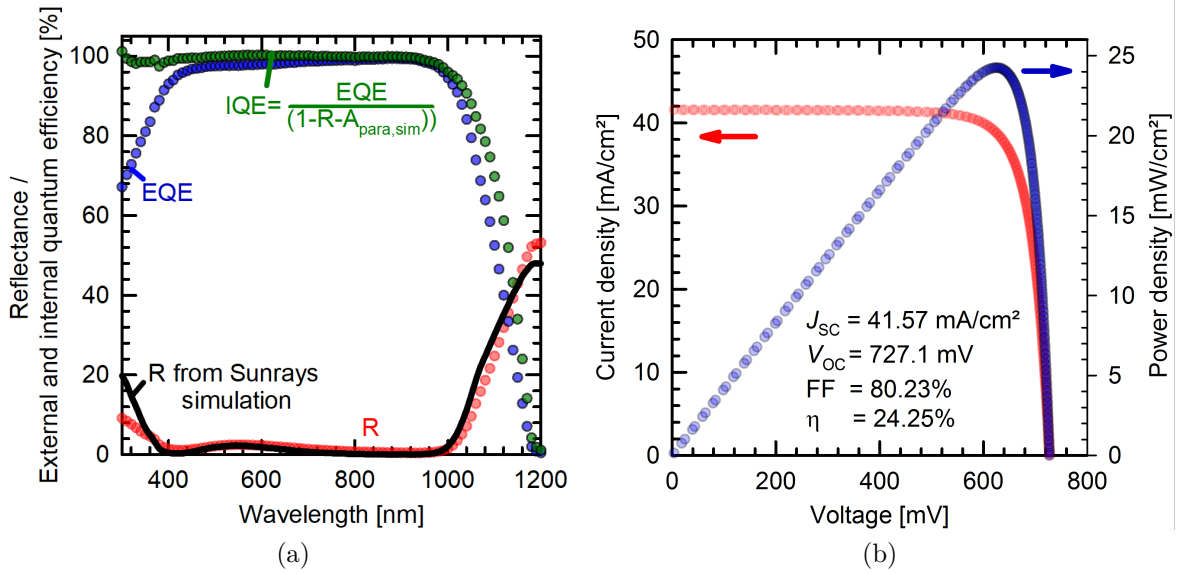 Reflectance /
External and internal quantum efficiency [%]
100
80
60
40
20
0
IQE= EQE
(1-R-A_para,sim))
EQE
R from Sunrays
simulation
R
400 600 800 1000 1200
Wavelength [nm]
(a)
Current density [mA/cm²]
50
40
30
20
10
0
J_SC = 41.57 mA/cm²
V_OC = 727.1 mV
FF = 80.23%
η = 24.25%
0 200 400 600 800
Voltage [mV]
25
20
15
10
5
0
Power density [mW/cm²]
(b)